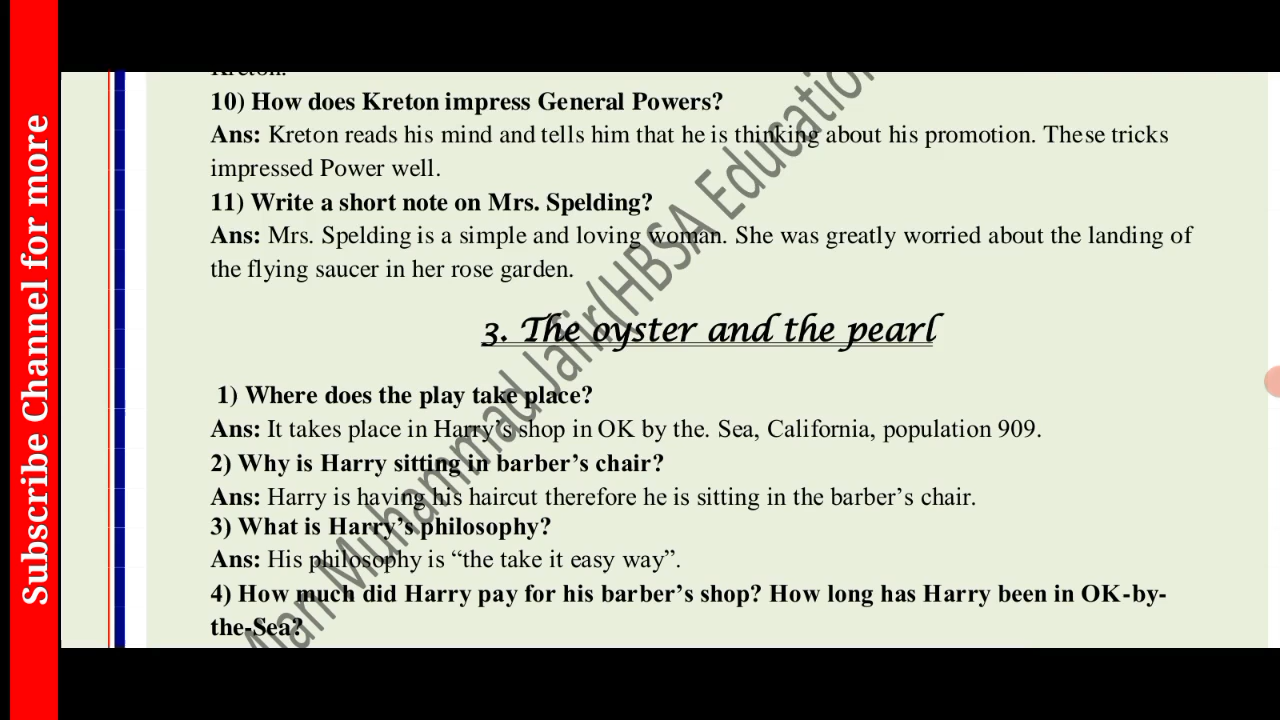 Subscribe Channel for more
Kreton.
10) How does Kreton impress General Powers?
Ans: Kreton reads his mind and tells him that he is thinking about his promotion. These tricks
impressed Power well.
11) Write a short note on Mrs. Spelding?
Ans: Mrs. Spelding is a simple and loving woman. She was greatly worried about the landing of
the flying saucer in her rose garden.
3. The oyster and the pearl
1) Where does the play take place?
Ans: It takes place in Harry’s shop in OK by the. Sea, California, population 909.
2) Why is Harry sitting in barber’s chair?
Ans: Harry is having his haircut therefore he is sitting in the barber’s chair.
3) What is Harry’s philosophy?
Ans: His philosophy is “the take it easy way”.
4) How much did Harry pay for his barber’s shop? How long has Harry been in OK-by-
the-Sea?
Muhammad Jafir(HBSA Education